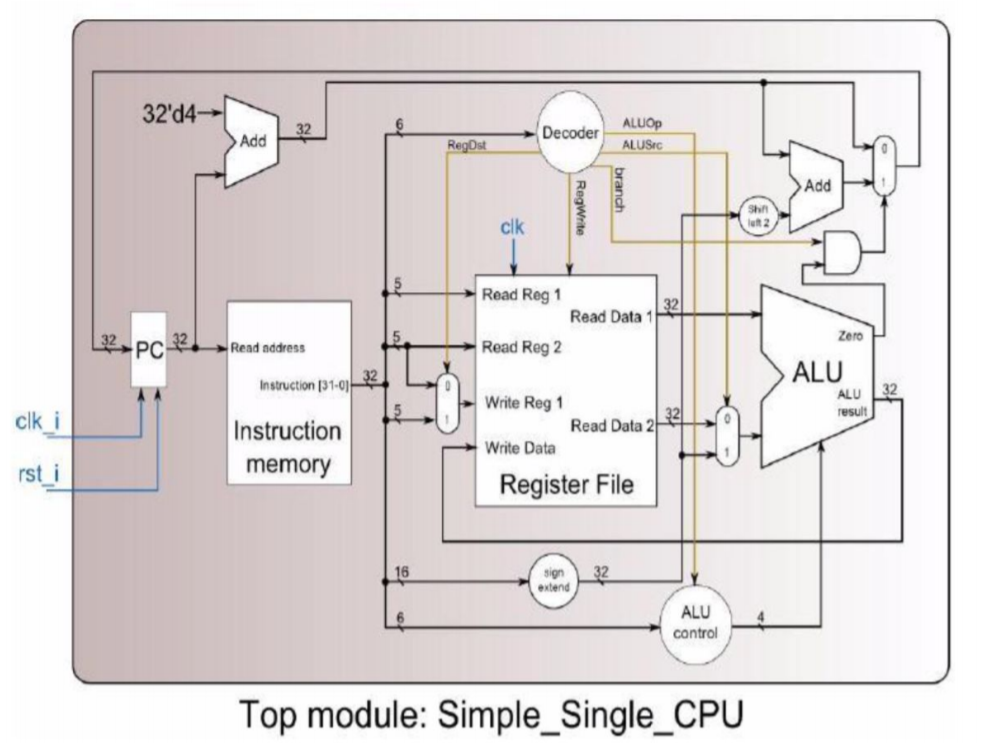 32'd4
Add
32
6
Decoder
ALUOp
RegDst
ALUSrc
RegWrite
branch
Add
0
1
Shift
left 2
clk
5
Read Reg 1
Read Data 1
32
32
PC
32
Read address
5
Read Reg 2
Zero
ALU
Instruction [31-0]
32
0
1
5
Write Reg 1
ALU
result
32
clk_i
Instruction
memory
Read Data 2
32
0
1
Write Data
rst_i
Register File
16
sign
extend
32
6
ALU
control
4
Top module: Simple_Single_CPU